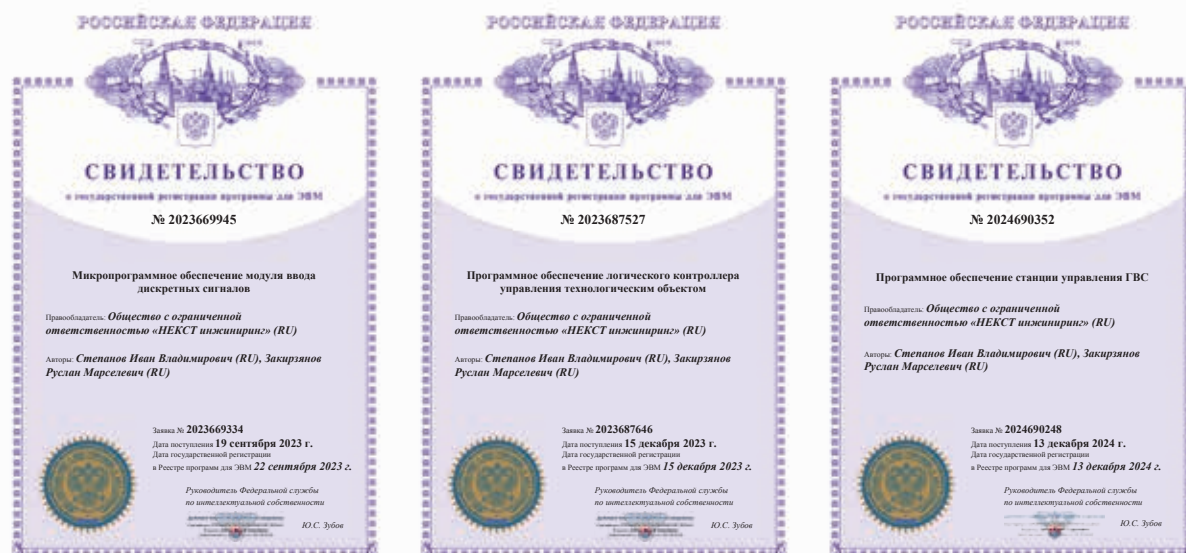 РОССИЙСКАЯ ФЕДЕРАЦИЯ
СВИДЕТЕЛЬСТВО
о государственной регистрации программы для ЭВМ
№ 2023669945
Микропрограммное обеспечение модуля ввода
дискретных сигналов
Правообладатель: Общество с ограниченной
ответственностью «НЕКСТ инжиниринг» (RU)
Авторы: Степанов Иван Владимирович (RU), Закирзянов
Руслан Марселевич (RU)
Заявка № 2023669334
Дата поступления 19 сентября 2023 г.
Дата государственной регистрации
в Реестре программ для ЭВМ 22 сентября 2023 г.
Руководитель Федеральной службы
по интеллектуальной собственности
Ю.С. Зубов
РОССИЙСКАЯ ФЕДЕРАЦИЯ
СВИДЕТЕЛЬСТВО
о государственной регистрации программы для ЭВМ
№ 2023687527
Программное обеспечение логического контроллера
управления технологическим объектом
Правообладатель: Общество с ограниченной
ответственностью «НЕКСТ инжиниринг» (RU)
Авторы: Степанов Иван Владимирович (RU), Закирзянов
Руслан Марселевич (RU)
Заявка № 2023687646
Дата поступления 15 декабря 2023 г.
Дата государственной регистрации
в Реестре программ для ЭВМ 15 декабря 2023 г.
Руководитель Федеральной службы
по интеллектуальной собственности
Ю.С. Зубов
РОССИЙСКАЯ ФЕДЕРАЦИЯ
СВИДЕТЕЛЬСТВО
о государственной регистрации программы для ЭВМ
№ 2024690352
Программное обеспечение станции управления ГВС
Правообладатель: Общество с ограниченной
ответственностью «НЕКСТ инжиниринг» (RU)
Авторы: Степанов Иван Владимирович (RU), Закирзянов
Руслан Марселевич (RU)
Заявка № 2024690248
Дата поступления 13 декабря 2024 г.
Дата государственной регистрации
в Реестре программ для ЭВМ 13 декабря 2024 г.
Руководитель Федеральной службы
по интеллектуальной собственности
Ю.С. Зубов